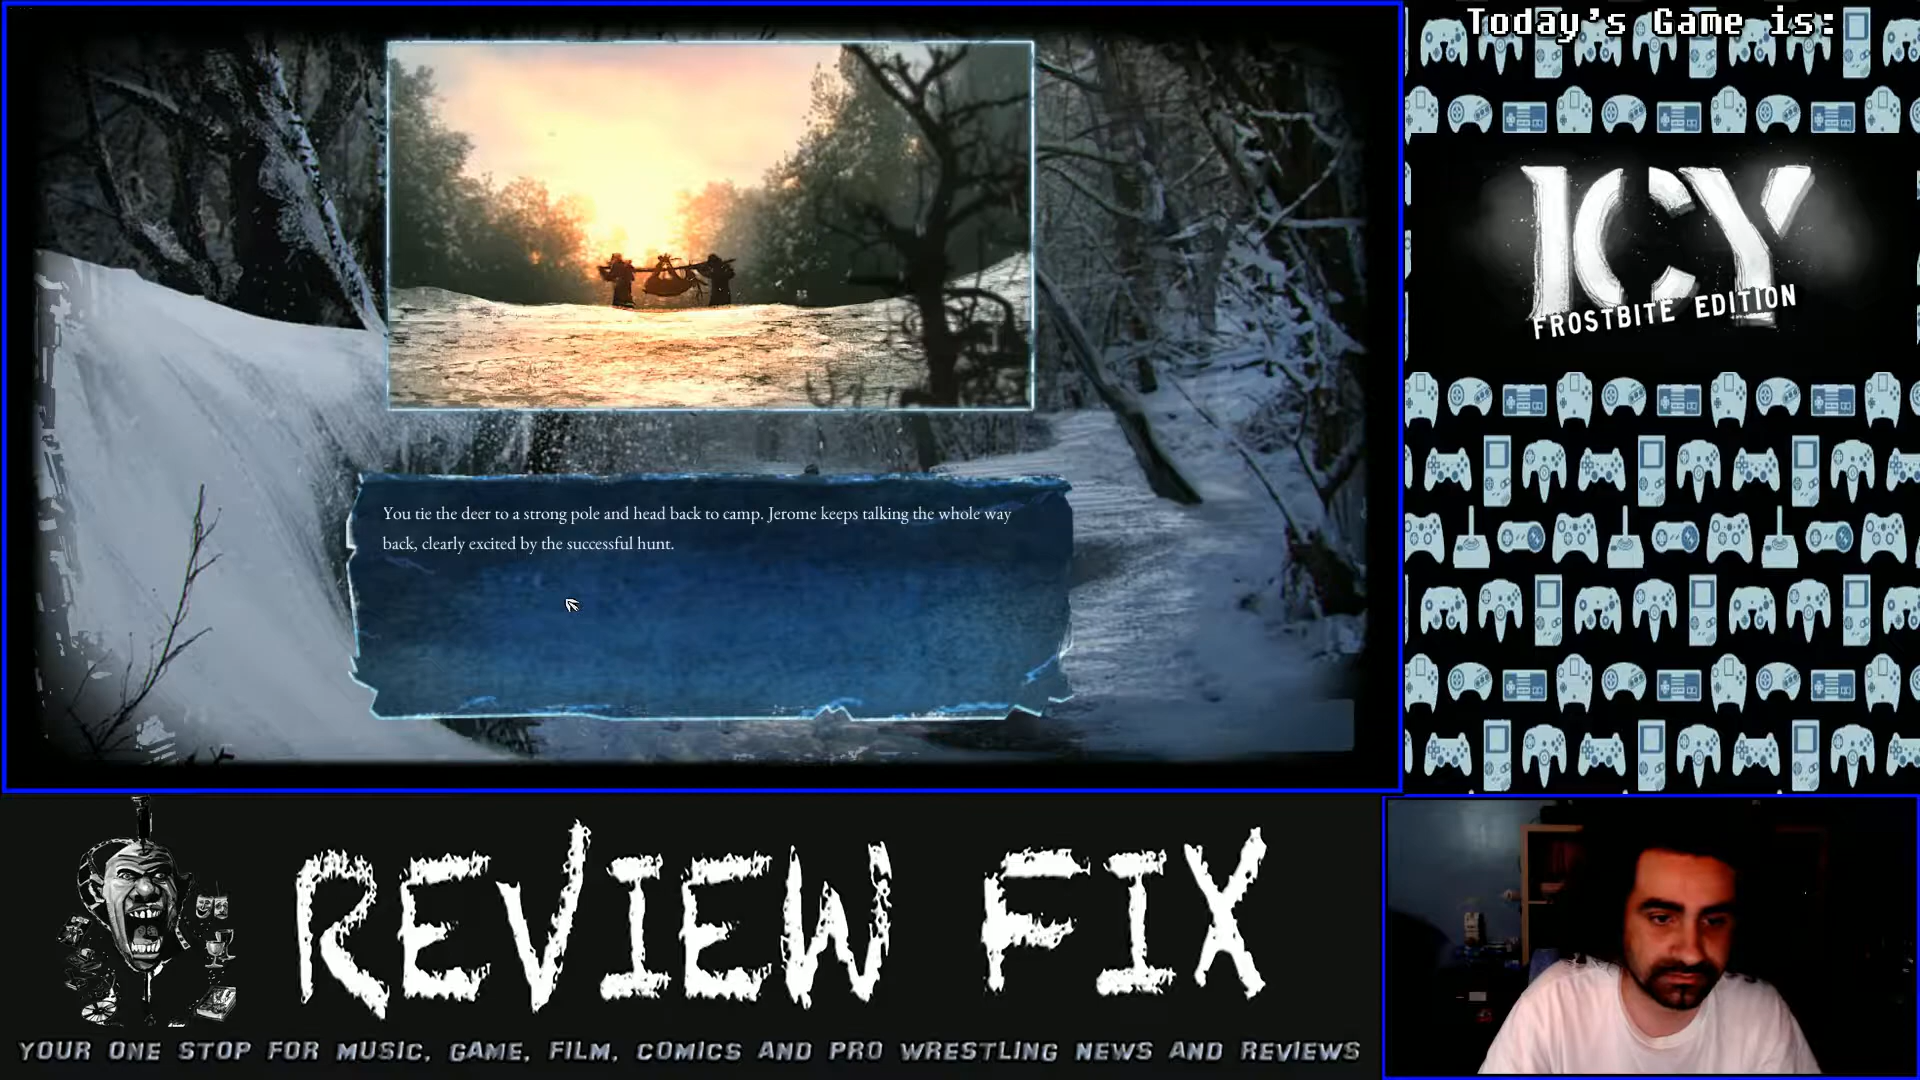 Today's Game is:
ICY
FROSTBITE EDITION
You tie the deer to a strong pole and head back to camp. Jerome keeps talking the whole way
back, clearly excited by the successful hunt.
REVIEW FIX
YOUR ONE STOP FOR MUSIC, GAME, FILM, COMICS AND PRO WRESTLING NEWS AND REVIEWS